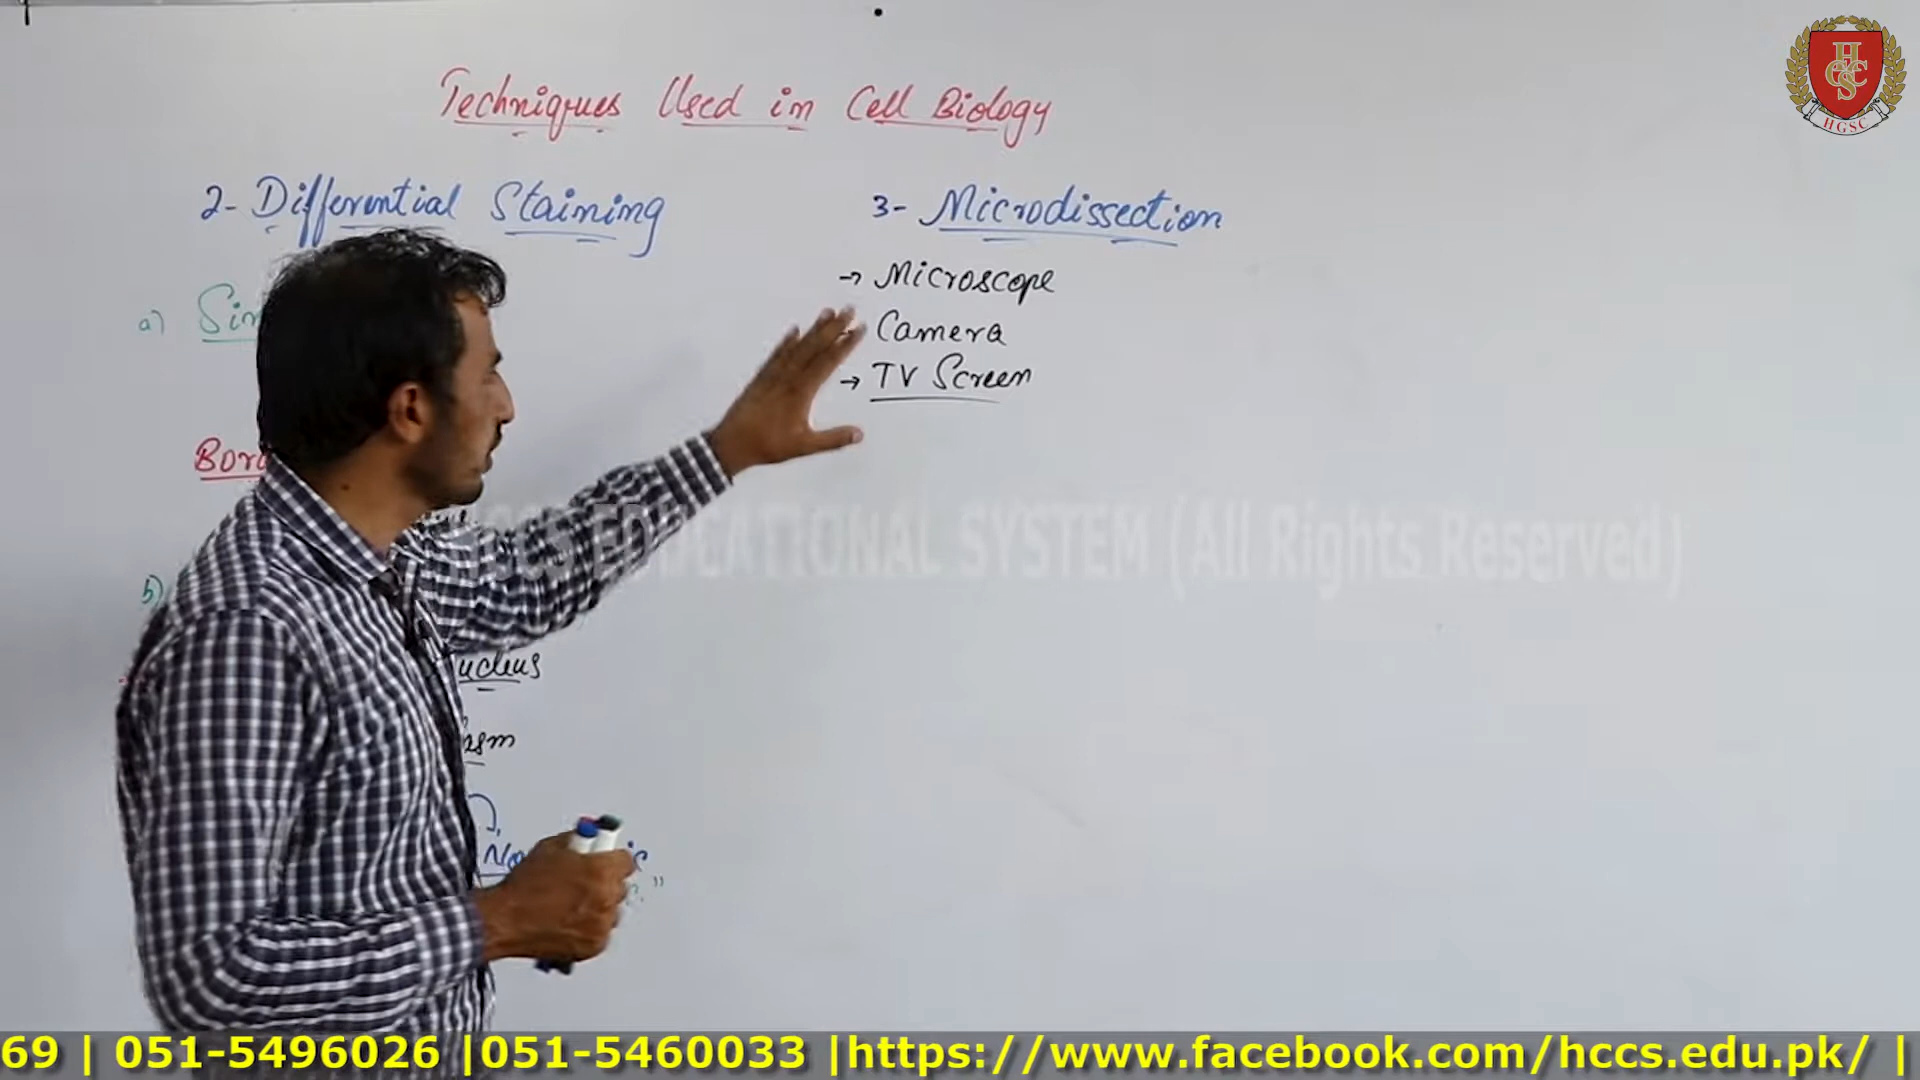 Techniques Used in Cell Biology
2- Differential Staining
a)
b)
3- Microdissection
→ Microscope
Camera
→ TV Screen
HCCS EDUCATIONAL SYSTEM (All Rights Reserved)
HGSC
69 | 051-5496026 |051-5460033 |https://www.facebook.com/hccs.edu.pk/ |